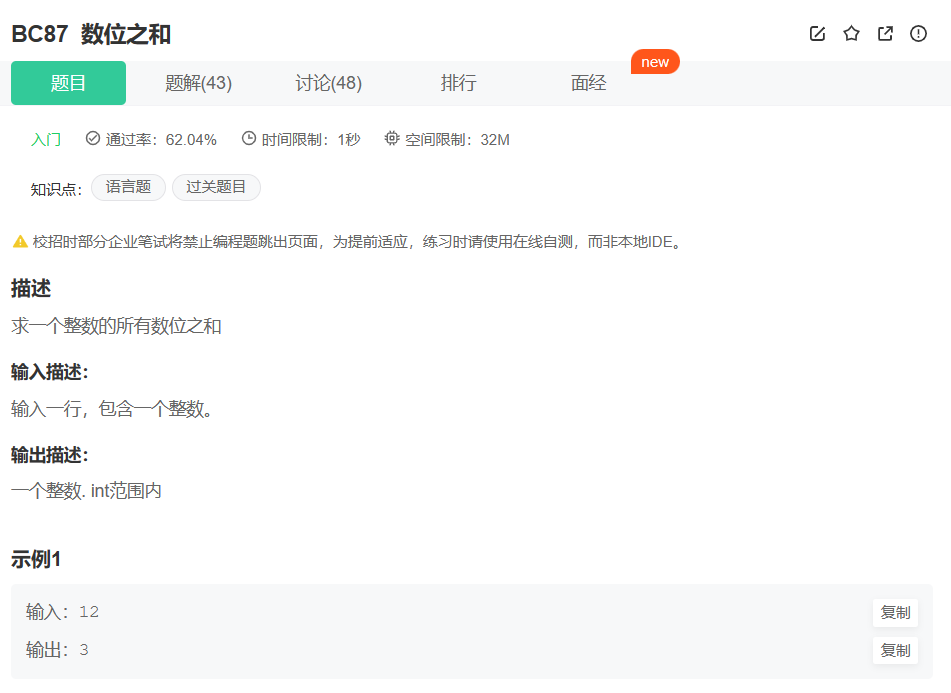 BC87 数位之和
new
题目 题解(43) 讨论(48) 排行 面经
入门 通过率：62.04% 时间限制：1秒 空间限制：32M
知识点： 语言题 过关题目
校招时部分企业笔试将禁止编程题跳出页面，为提前适应，练习时请使用在线自测，而非本地IDE。
描述
求一个整数的所有数位之和
输入描述：
输入一行，包含一个整数。
输出描述：
一个整数. int范围内
示例1
输入：12 复制
输出：3 复制